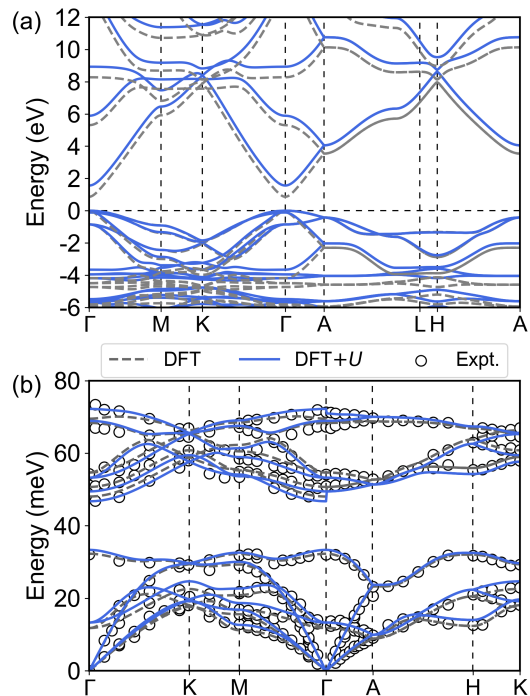 (a)
Energy (eV)
12
10
8
6
4
2
0
-2
-4
-6
Γ M K Γ A L H A
DFT DFT+U Expt.
(b)
Energy (meV)
80
60
40
20
0
Γ K M Γ A H K